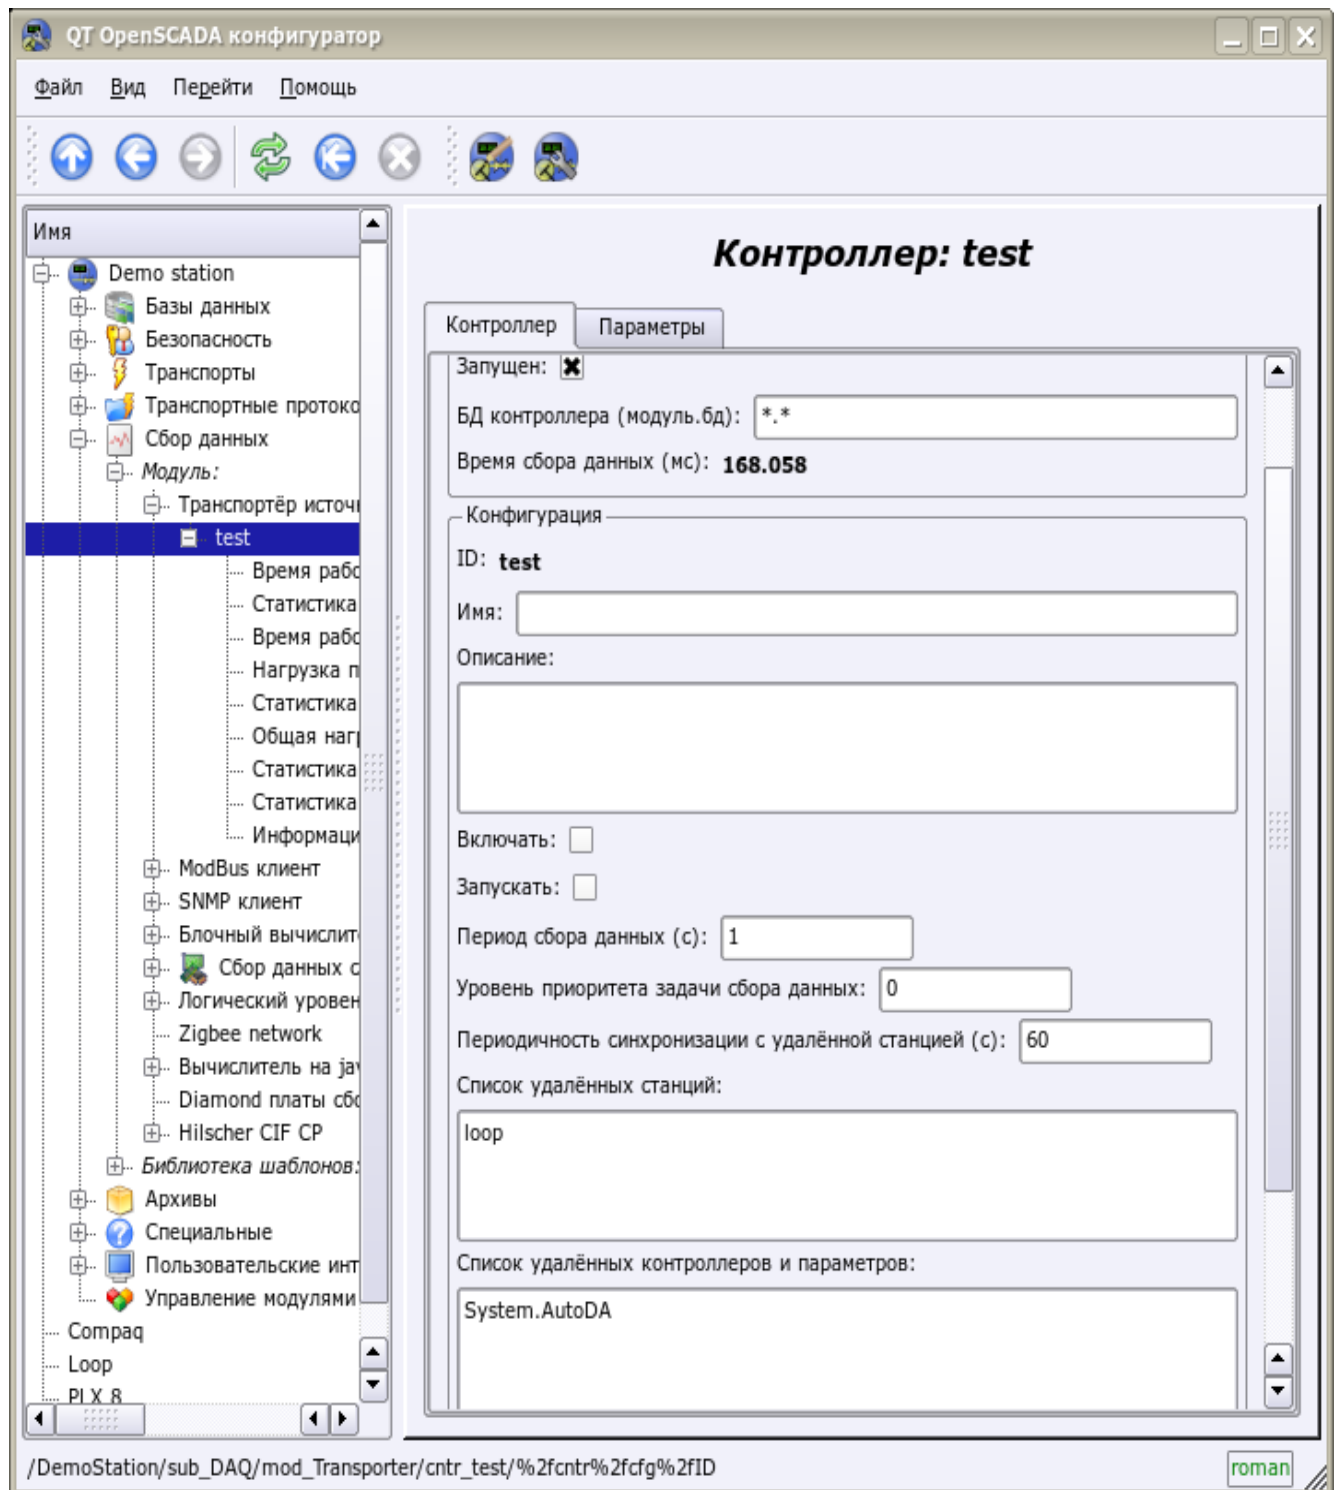 QT OpenSCADA конфигуратор
Файл Вид Перейти Помощь
Имя
Demo station
Базы данных
Безопасность
Транспорты
Транспортные протоко
Сбор данных
Модуль:
Транспортёр источ
test
Время рабо
Статистика
Время рабо
Нагрузка п
Статистика
Общая наг
Статистика
Статистика
Информаци
ModBus клиент
SNMP клиент
Блочный вычислит
Сбор данных с
Логический уровен
Zigbee network
Вычислитель на ja
Diamond платы сбо
Hilscher CIF CP
Библиотека шаблонов:
Архивы
Специальные
Пользовательские инт
Управление модулями
Compaq
Loop
PLX 8
Контроллер: test
Контроллер Параметры
Запущен:
БД контроллера (модуль.бд): *.*
Время сбора данных (мс): 168.058
Конфигурация
ID: test
Имя:
Описание:
Включать:
Запускать:
Период сбора данных (с): 1
Уровень приоритета задачи сбора данных: 0
Периодичность синхронизации с удалённой станцией (с): 60
Список удалённых станций:
loop
Список удалённых контроллеров и параметров:
System.AutoDA
/DemoStation/sub_DAQ/mod_Transporter/cntr_test/%2fcntr%2fcfg%2fID
roman